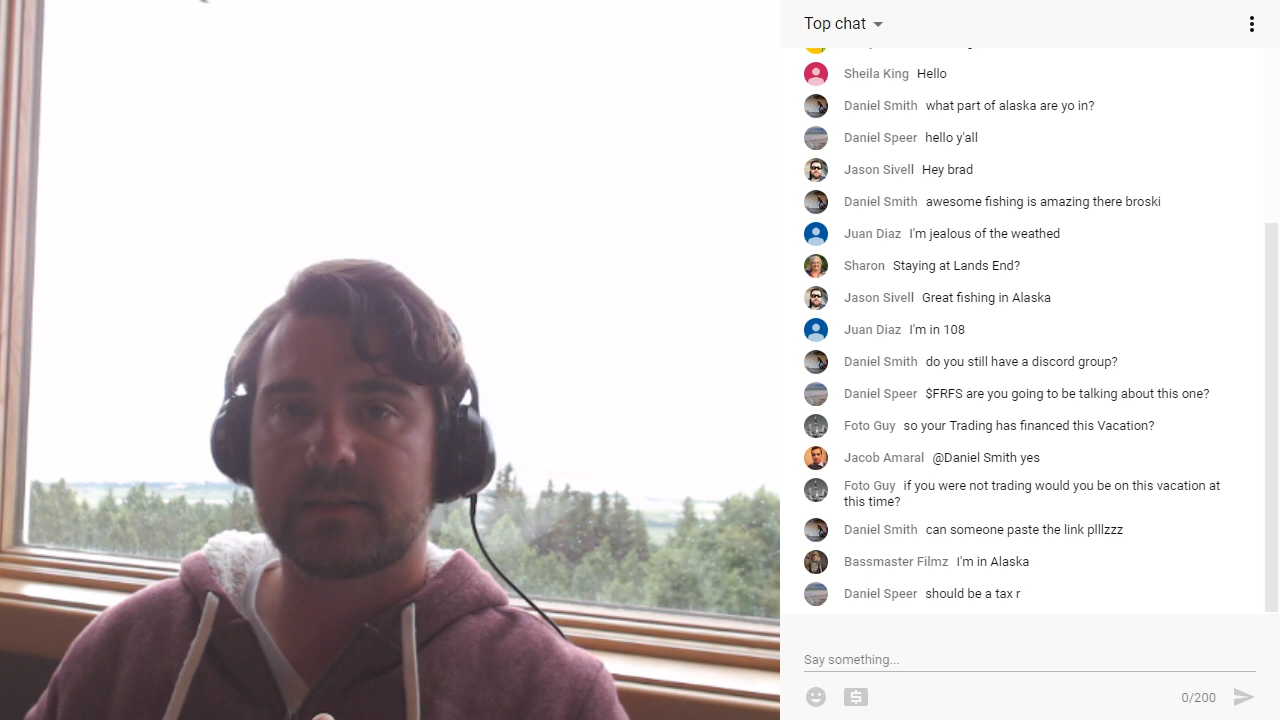 Top chat
Sheila King Hello
Daniel Smith what part of alaska are yo in?
Daniel Speer hello y'all
Jason Sivell Hey brad
Daniel Smith awesome fishing is amazing there broski
Juan Diaz I'm jealous of the weathed
Sharon Staying at Lands End?
Jason Sivell Great fishing in Alaska
Juan Diaz I'm in 108
Daniel Smith do you still have a discord group?
Daniel Speer $FRFS are you going to be talking about this one?
Foto Guy so your Trading has financed this Vacation?
Jacob Amaral @Daniel Smith yes
Foto Guy if you were not trading would you be on this vacation at
this time?
Daniel Smith can someone paste the link plllzzz
Bassmaster Filmz I'm in Alaska
Daniel Speer should be a tax r
Say something...
0/200